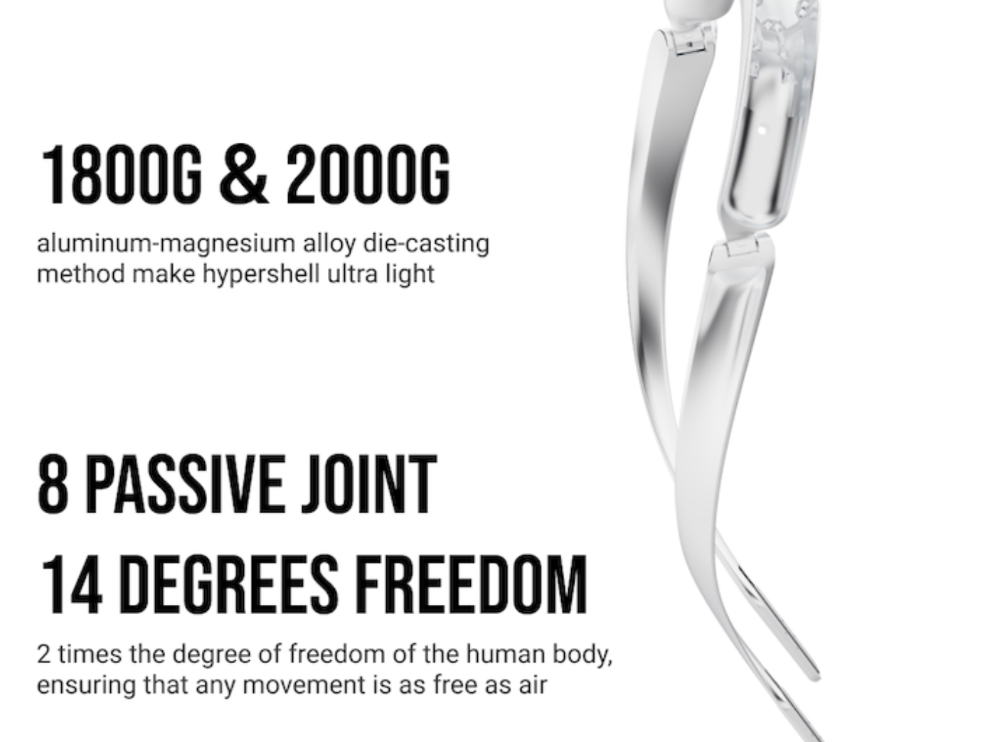 1800G & 2000G
aluminum-magnesium alloy die-casting
method make hypershell ultra light
8 PASSIVE JOINT
14 DEGREES FREEDOM
2 times the degree of freedom of the human body,
ensuring that any movement is as free as air